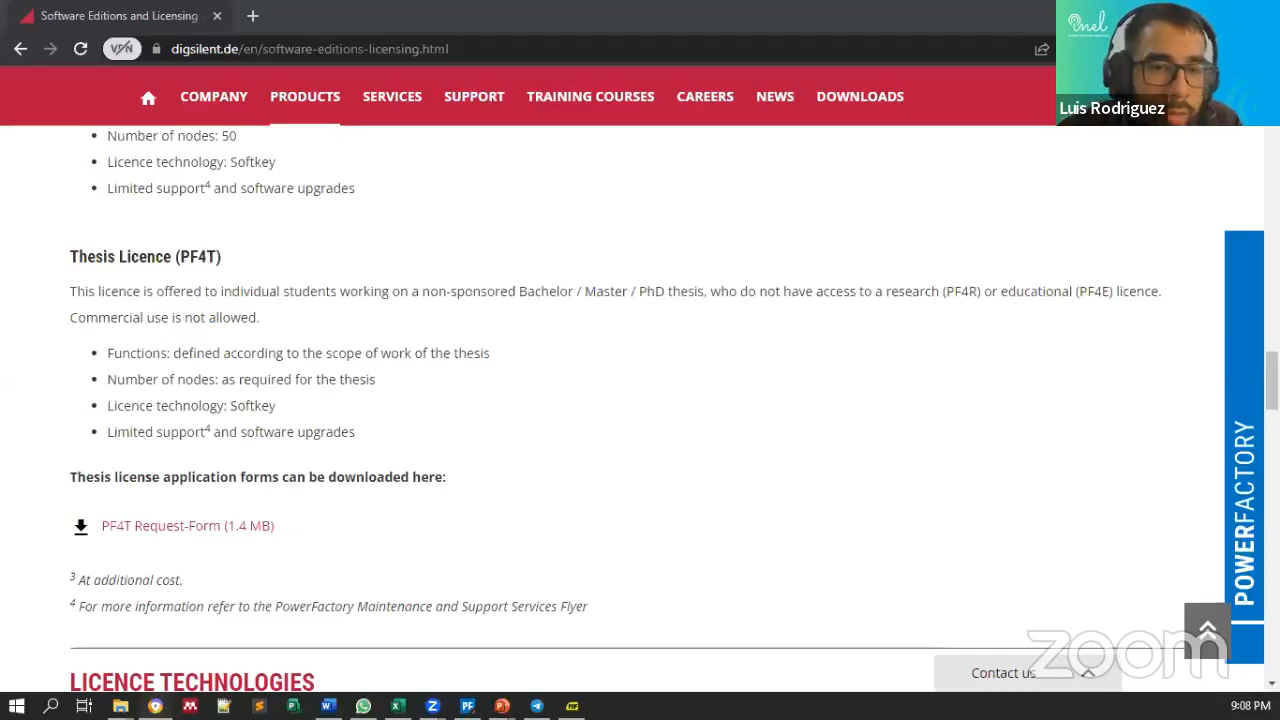 Software Editions and Licensing
VPN
digsilent.de/en/software-editions-licensing.html
inel
Luis Rodriguez
COMPANY PRODUCTS SERVICES SUPPORT TRAINING COURSES CAREERS NEWS DOWNLOADS
Number of nodes: 50
Licence technology: Softkey
Limited support4 and software upgrades
Thesis Licence (PF4T)
This licence is offered to individual students working on a non-sponsored Bachelor / Master / PhD thesis, who do not have access to a research (PF4R) or educational (PF4E) licence.
Commercial use is not allowed.
Functions: defined according to the scope of work of the thesis
Number of nodes: as required for the thesis
Licence technology: Softkey
Limited support4 and software upgrades
Thesis license application forms can be downloaded here:
PF4T Request-Form (1.4 MB)
3 At additional cost.
4 For more information refer to the PowerFactory Maintenance and Support Services Flyer
LICENCE TECHNOLOGIES
POWERFACTORY
Contact us
zoom
9:08 PM